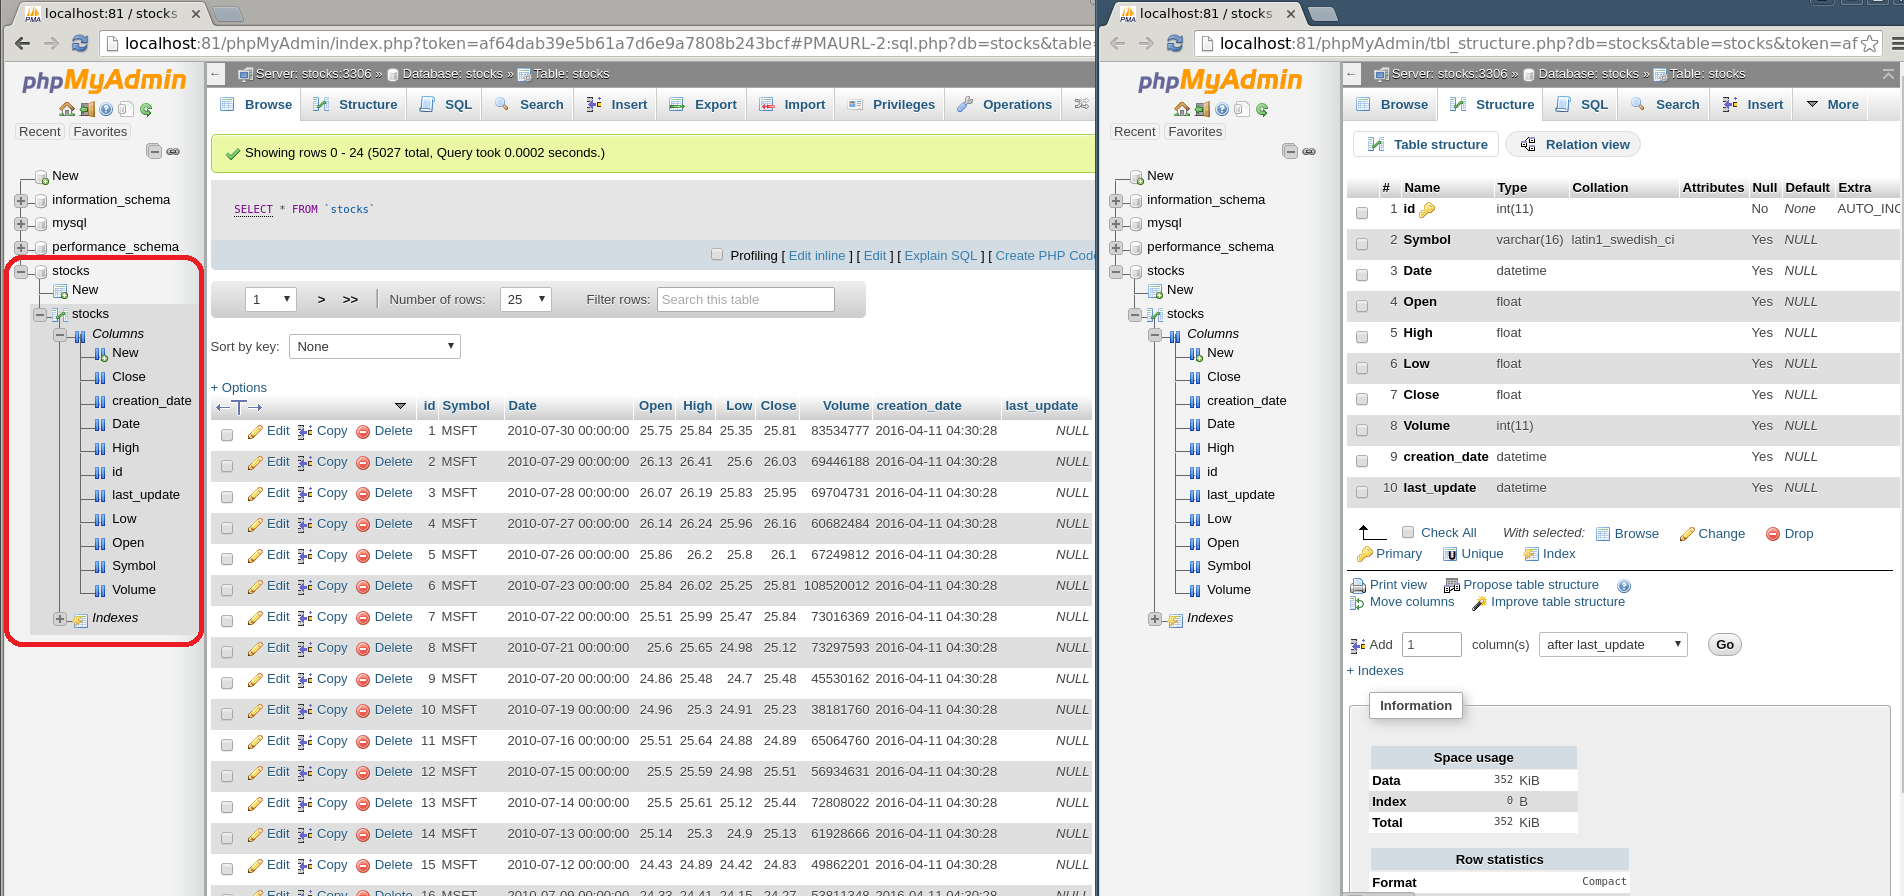 localhost:81 / stocks
localhost:81/phpMyAdmin/index.php?token=af64dab39e5b61a7d6e9a7808b243bcf#PMAURL-2:sql.php?db=stocks&table=
phpMyAdmin
Recent Favorites
New
information_schema
mysql
performance_schema
stocks
New
stocks
Columns
New
Close
creation_date
Date
High
id
last_update
Low
Open
Symbol
Volume
Indexes
Server: stocks:3306 » Database: stocks » Table: stocks
Browse Structure SQL Search Insert Export Import Privileges Operations
Showing rows 0 - 24 (5027 total, Query took 0.0002 seconds.)
SELECT * FROM `stocks`
Profiling [ Edit inline ] [ Edit ] [ Explain SQL ] [ Create PHP Code
1 > >> Number of rows: 25 Filter rows: Search this table
Sort by key: None
+ Options
id Symbol Date Open High Low Close Volume creation_date last_update
Edit Copy Delete 1 MSFT 2010-07-30 00:00:00 25.75 25.84 25.35 25.81 83534777 2016-04-11 04:30:28 NULL
Edit Copy Delete 2 MSFT 2010-07-29 00:00:00 26.13 26.41 25.6 26.03 69446188 2016-04-11 04:30:28 NULL
Edit Copy Delete 3 MSFT 2010-07-28 00:00:00 26.07 26.19 25.83 25.95 69704731 2016-04-11 04:30:28 NULL
Edit Copy Delete 4 MSFT 2010-07-27 00:00:00 26.14 26.24 25.96 26.16 60682484 2016-04-11 04:30:28 NULL
Edit Copy Delete 5 MSFT 2010-07-26 00:00:00 25.86 26.2 25.8 26.1 67249812 2016-04-11 04:30:28 NULL
Edit Copy Delete 6 MSFT 2010-07-23 00:00:00 25.84 26.02 25.25 25.81 108520012 2016-04-11 04:30:28 NULL
Edit Copy Delete 7 MSFT 2010-07-22 00:00:00 25.51 25.99 25.47 25.84 73016369 2016-04-11 04:30:28 NULL
Edit Copy Delete 8 MSFT 2010-07-21 00:00:00 25.6 25.65 24.98 25.12 73297593 2016-04-11 04:30:28 NULL
Edit Copy Delete 9 MSFT 2010-07-20 00:00:00 24.86 25.48 24.7 25.48 45530162 2016-04-11 04:30:28 NULL
Edit Copy Delete 10 MSFT 2010-07-19 00:00:00 24.96 25.3 24.91 25.23 38181760 2016-04-11 04:30:28 NULL
Edit Copy Delete 11 MSFT 2010-07-16 00:00:00 25.51 25.64 24.88 24.89 65064760 2016-04-11 04:30:28 NULL
Edit Copy Delete 12 MSFT 2010-07-15 00:00:00 25.5 25.59 24.98 25.51 56934631 2016-04-11 04:30:28 NULL
Edit Copy Delete 13 MSFT 2010-07-14 00:00:00 25.5 25.61 25.12 25.44 72808022 2016-04-11 04:30:28 NULL
Edit Copy Delete 14 MSFT 2010-07-13 00:00:00 25.14 25.3 24.9 25.13 61928666 2016-04-11 04:30:28 NULL
Edit Copy Delete 15 MSFT 2010-07-12 00:00:00 24.43 24.89 24.42 24.83 49862201 2016-04-11 04:30:28 NULL
localhost:81 / stocks
localhost:81/phpMyAdmin/tbl_structure.php?db=stocks&table=stocks&token=af
phpMyAdmin
Recent Favorites
New
information_schema
mysql
performance_schema
stocks
New
stocks
Columns
New
Close
creation_date
Date
High
id
last_update
Low
Open
Symbol
Volume
Indexes
Server: stocks:3306 » Database: stocks » Table: stocks
Browse Structure SQL Search Insert More
Table structure Relation view
# Name Type Collation Attributes Null Default Extra
1 id int(11) No None AUTO_INC
2 Symbol varchar(16) latin1_swedish_ci Yes NULL
3 Date datetime Yes NULL
4 Open float Yes NULL
5 High float Yes NULL
6 Low float Yes NULL
7 Close float Yes NULL
8 Volume int(11) Yes NULL
9 creation_date datetime Yes NULL
10 last_update datetime Yes NULL
Check All With selected: Browse Change Drop
Primary Unique Index
Print view Propose table structure
Move columns Improve table structure
Add 1 column(s) after last_update Go
+ Indexes
Information
Space usage
Data 352 KiB
Index 0 B
Total 352 KiB
Row statistics
Format Compact